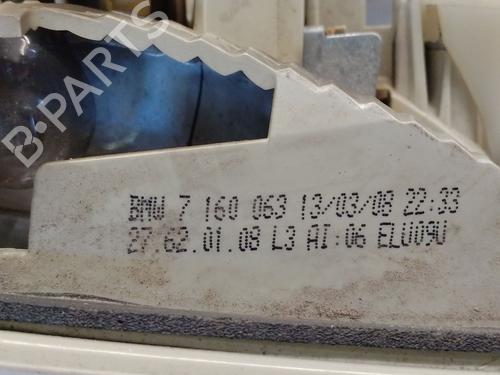 B-PARTS
BMW 7 160 063 13/03/08 22:33
27.62.01.08 L3 AI:06 ELU09U